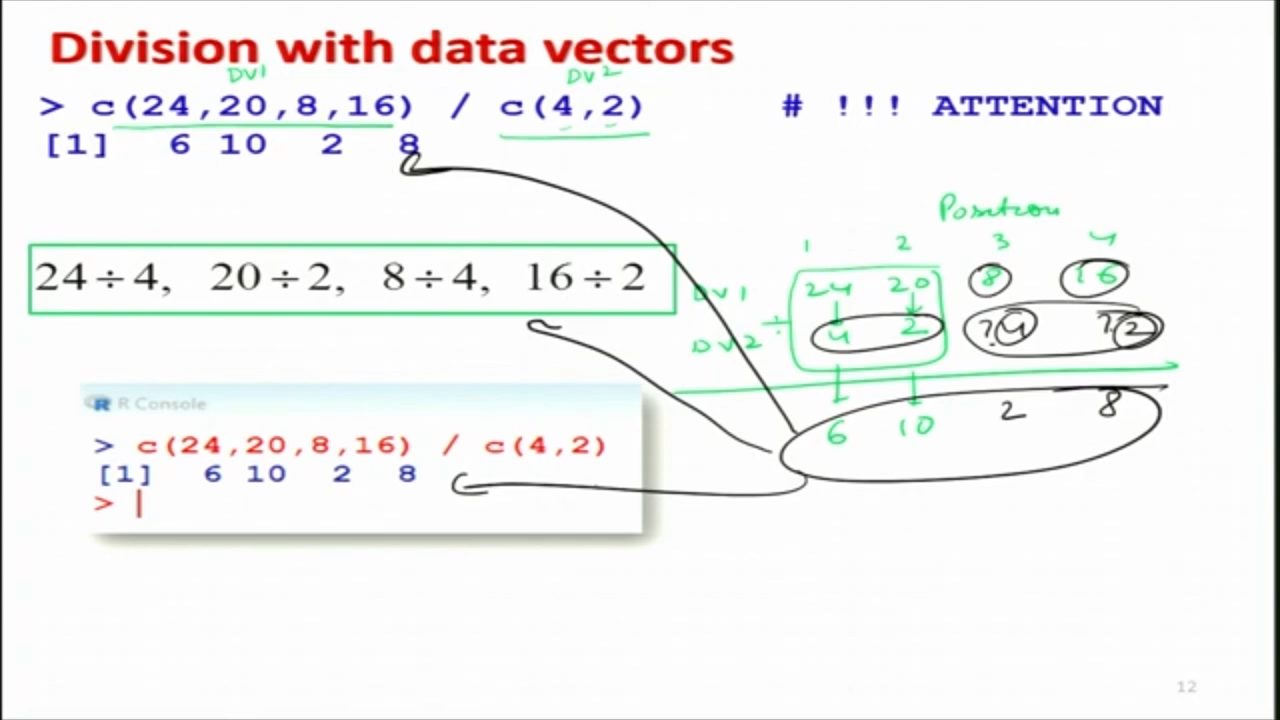 Division with data vectors
DV1 DV2
> c(24,20,8,16) / c(4,2) # !!! ATTENTION
[1] 6 10 2 8
Position
1 2 3 4
24 ÷ 4, 20 ÷ 2, 8 ÷ 4, 16 ÷ 2
DV1 24 20 8 16
÷
DV2 4 2 ? 4 ? 2
6 10 2 8
R Console
> c(24,20,8,16) / c(4,2)
[1] 6 10 2 8
>
12